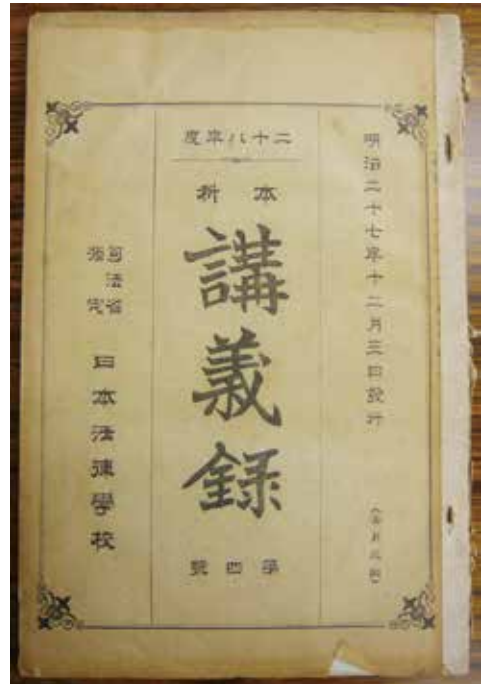 明治二十七年十二月三日發行
二十八年度
本科
講義録
第四號
司法省
指定
日本法律學校